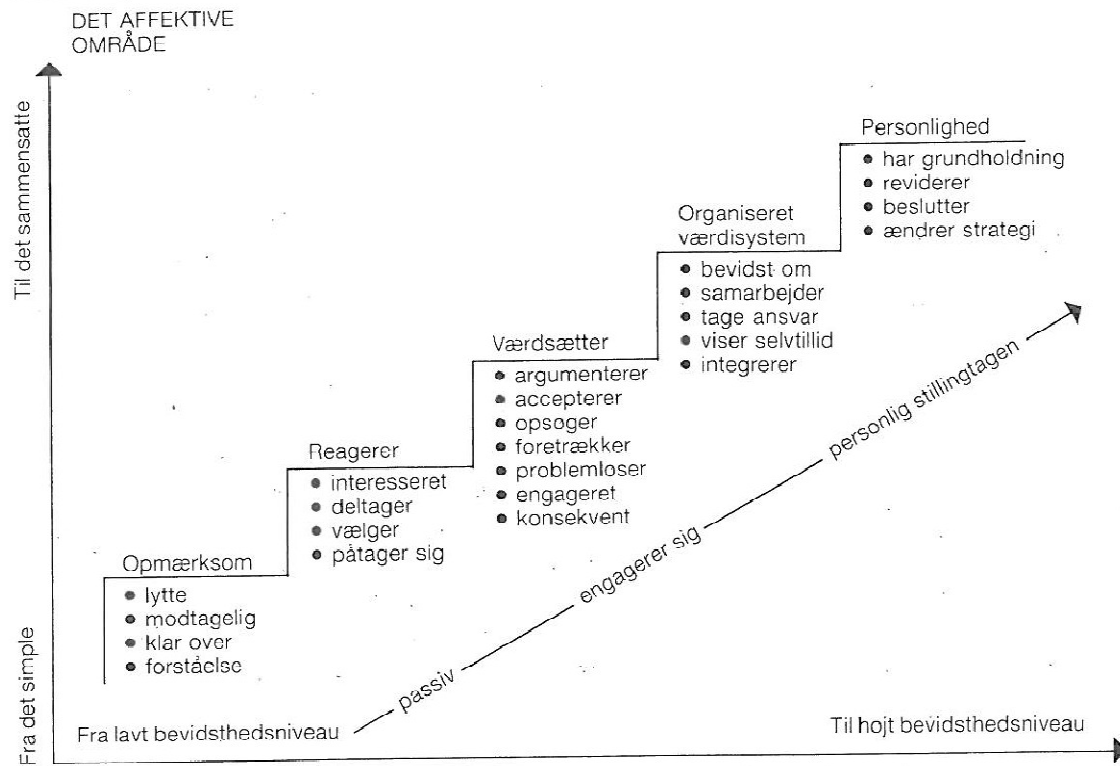 DET AFFEKTIVE
OMRÅDE
Til det sammensatte
Fra det simple
Personlighed
• har grundholdning
• reviderer
• beslutter
• ændrer strategi
Organiseret
værdisystem
• bevidst om
• samarbejder
• tage ansvar
• viser selvtillid
• integrerer
Værdsætter
• argumenterer
• accepterer
• opsøger
• foretrækker
• problemløser
• engageret
• konsekvent
Reagerer
• interesseret
• deltager
• vælger
• påtager sig
Opmærksom
• lytte
• modtagelig
• klar over
• forståelse
passiv
engagerer sig
personlig stillingtagen
Fra lavt bevidsthedsniveau
Til højt bevidsthedsniveau